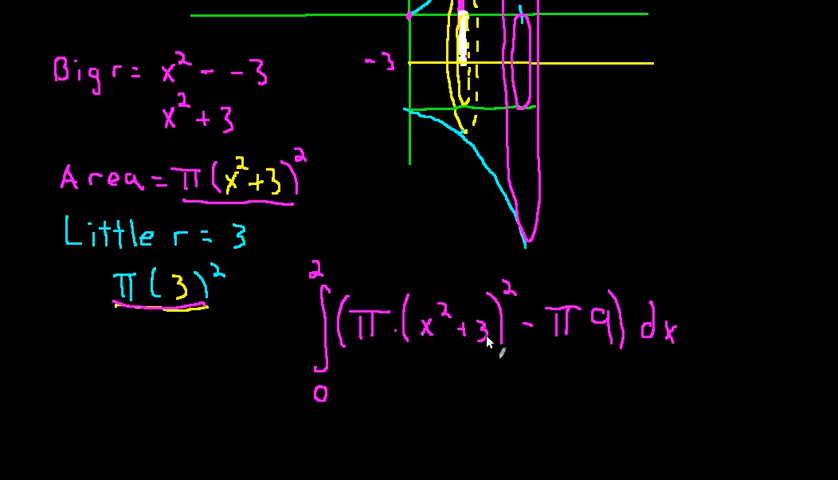 Big r = x² - -3
x² + 3
Area = π(x²+3)²
Little r = 3
π(3)²
-3
∫₀² (π·(x²+3)² - π9) dx